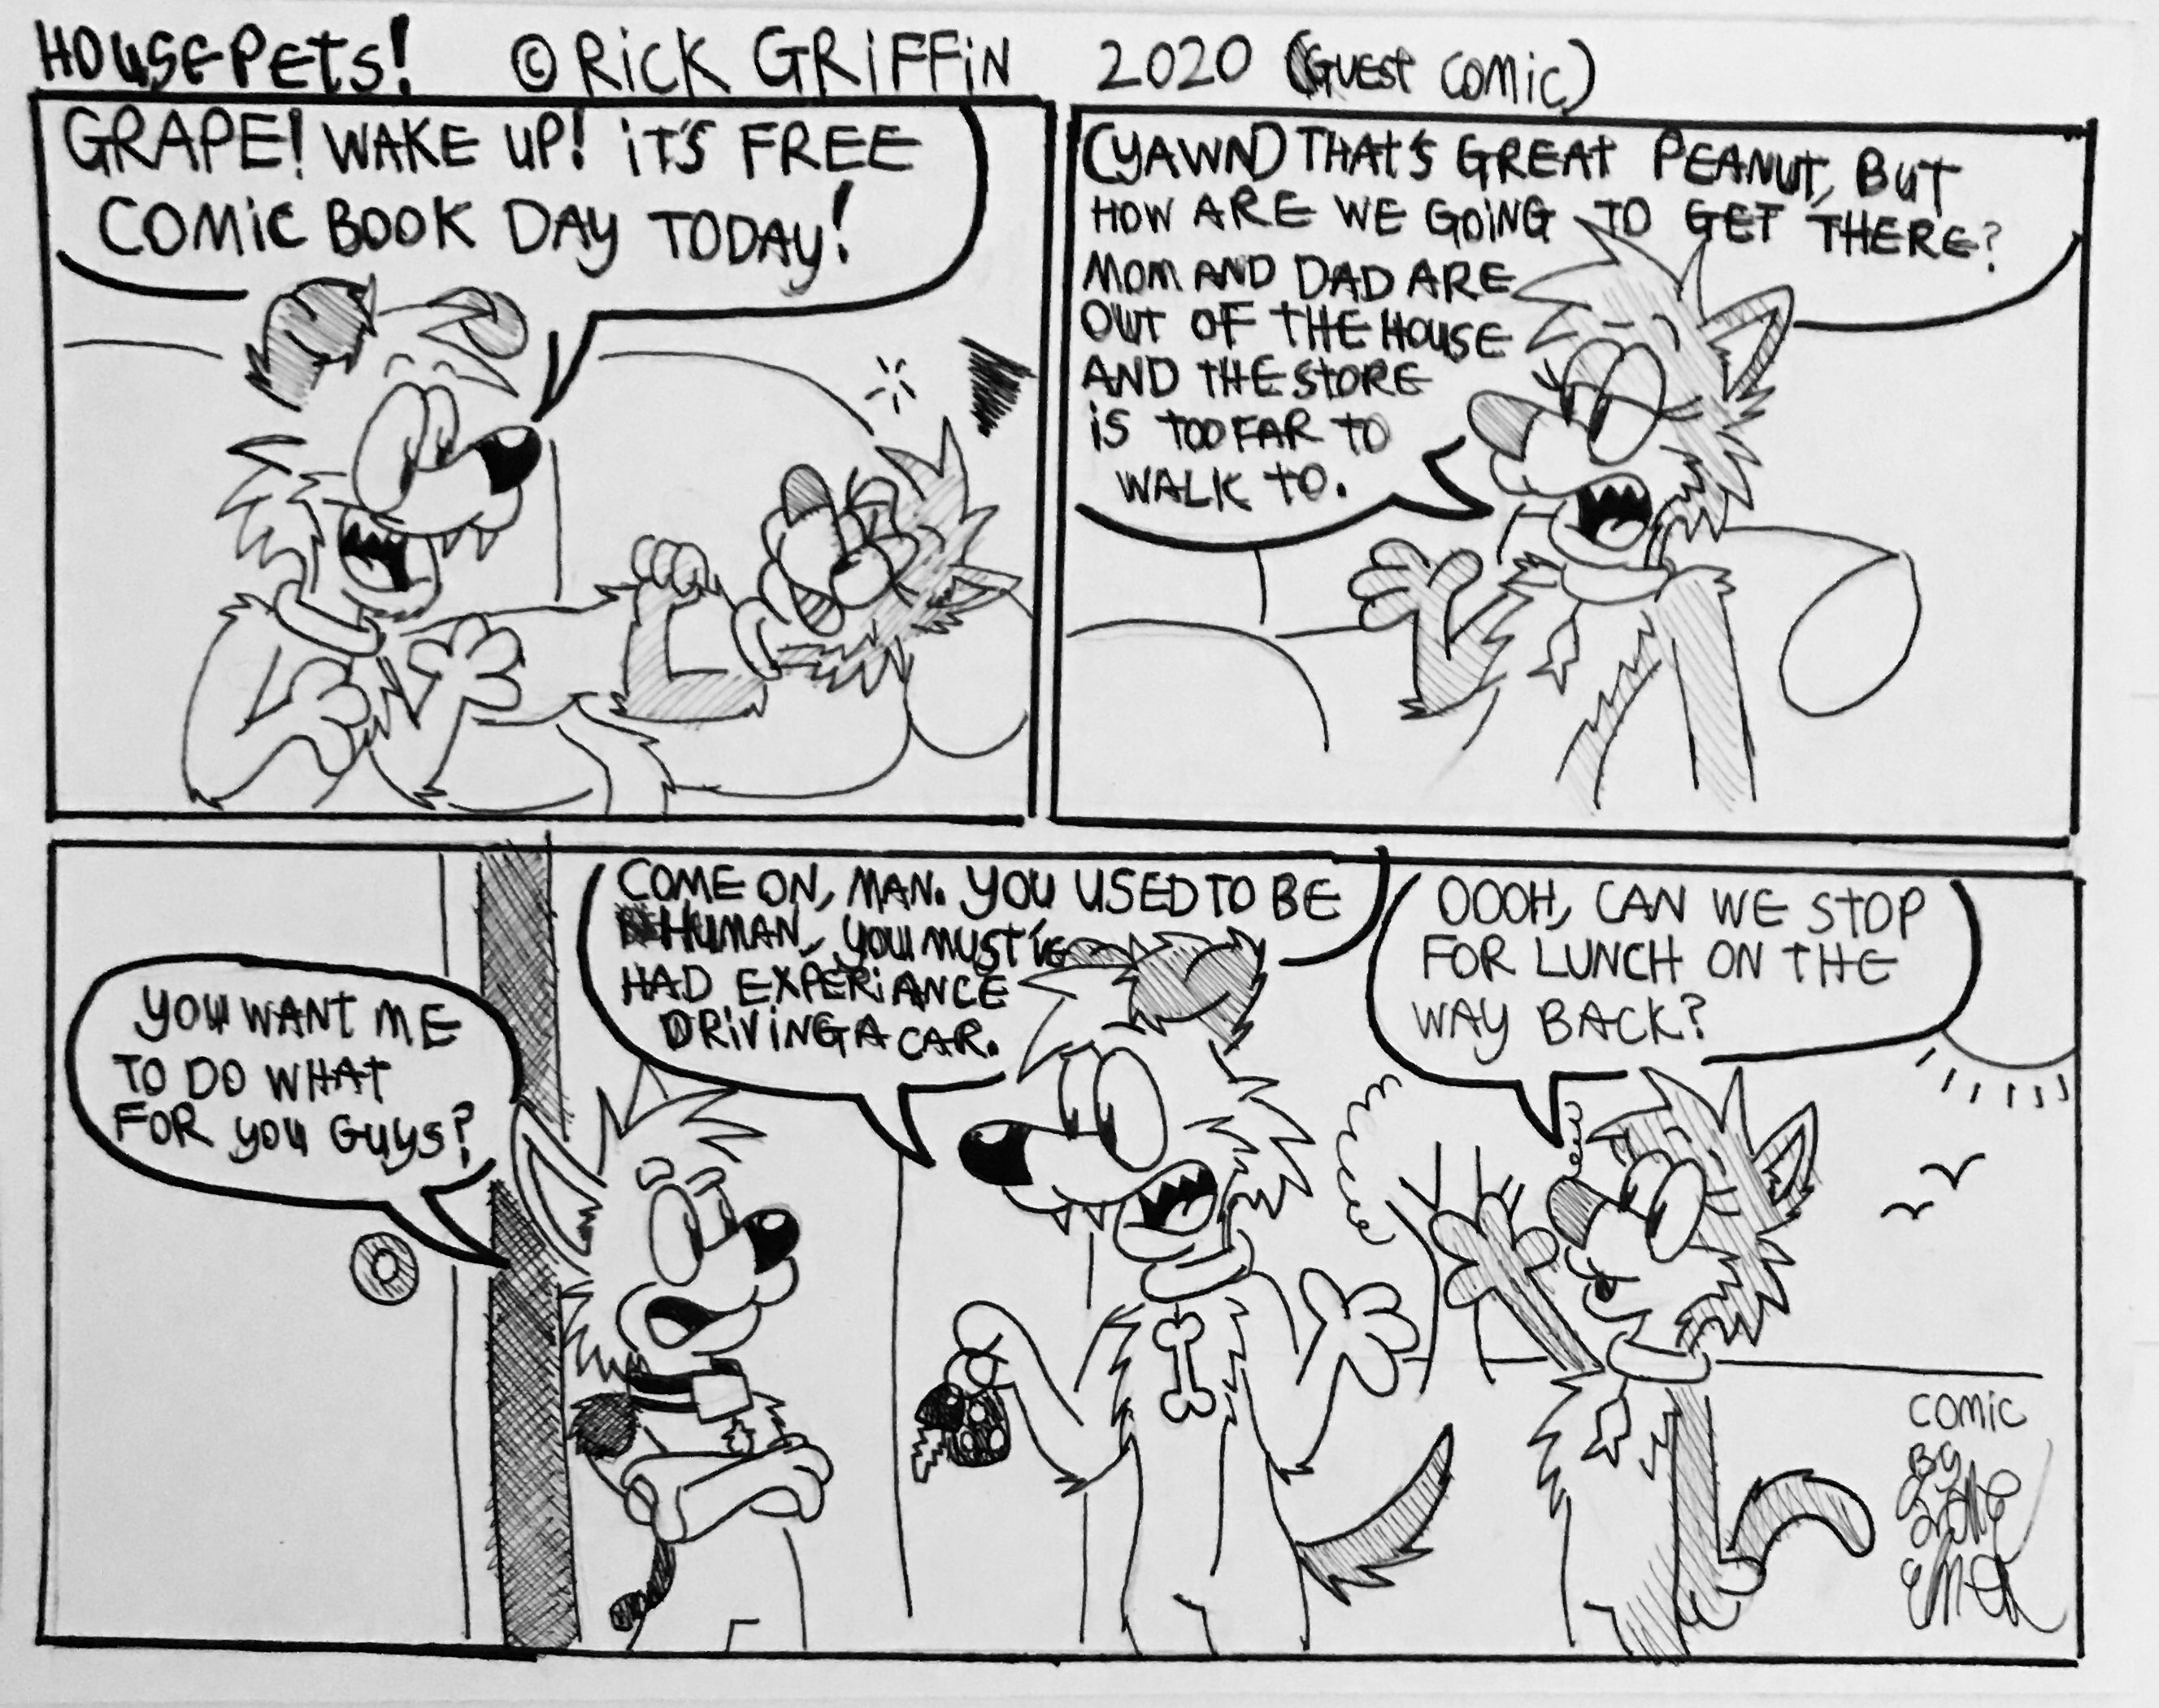 HOUSEPETS! © RICK GRIFFIN 2020 (GUEST COMIC)
GRAPE! WAKE UP! IT'S FREE
COMIC BOOK DAY TODAY!
(YAWN) THAT'S GREAT PEANUT, BUT
HOW ARE WE GOING TO GET THERE?
MOM AND DAD ARE
OUT OF THE HOUSE
AND THE STORE
IS TOO FAR TO
WALK TO.
YOU WANT ME
TO DO WHAT
FOR YOU GUYS?
COME ON, MAN. YOU USED TO BE
HUMAN, YOU MUST'VE
HAD EXPERIANCE
DRIVING A CAR.
OOOH, CAN WE STOP
FOR LUNCH ON THE
WAY BACK?
COMIC
BY